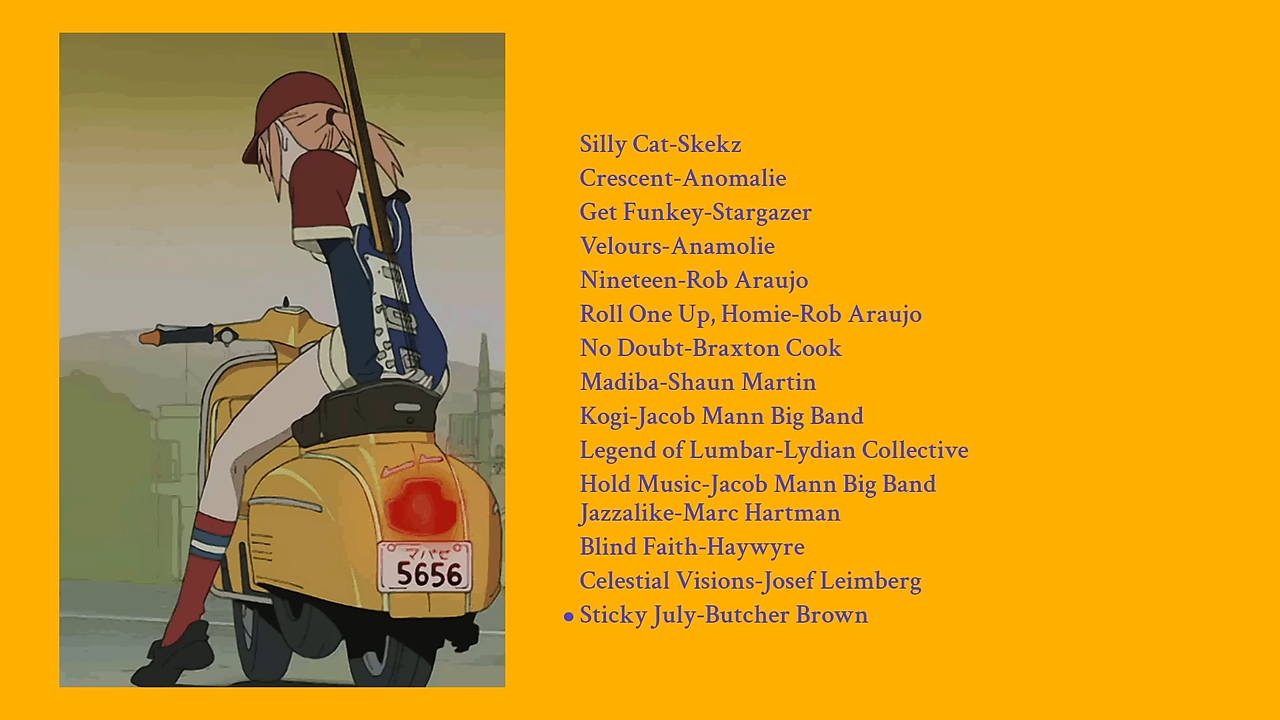 Silly Cat-Skekz
Crescent-Anomalie
Get Funkey-Stargazer
Velours-Anamolie
Nineteen-Rob Araujo
Roll One Up, Homie-Rob Araujo
No Doubt-Braxton Cook
Madiba-Shaun Martin
Kogi-Jacob Mann Big Band
Legend of Lumbar-Lydian Collective
Hold Music-Jacob Mann Big Band
Jazzalike-Marc Hartman
Blind Faith-Haywyre
Celestial Visions-Josef Leimberg
• Sticky July-Butcher Brown
マバセ
5656